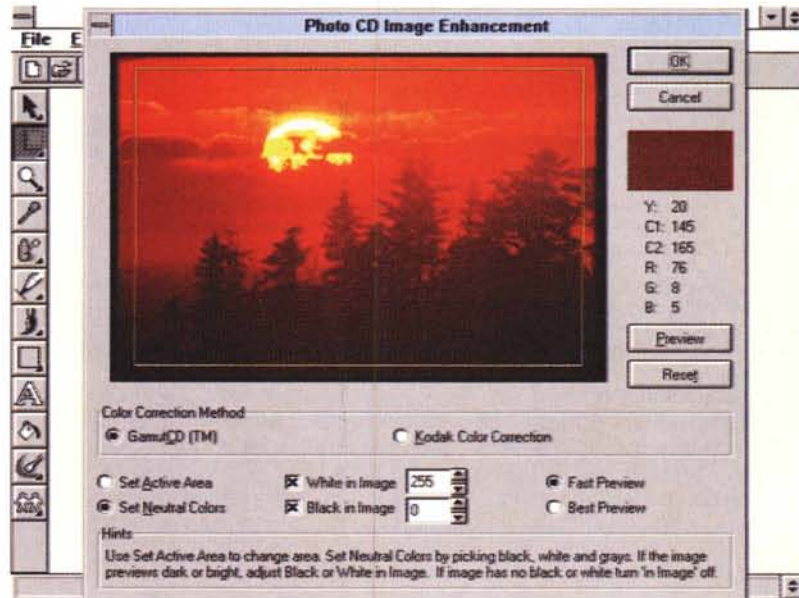 Photo CD Image Enhancement
File E
OK
Cancel
Y: 20
C1: 145
C2: 165
R: 76
G: 8
B: 5
Preview
Reset
Color Correction Method
GamutCD (TM)
Kodak Color Correction
Set Active Area
White in Image 255
Fast Preview
Set Neutral Colors
Black in Image 0
Best Preview
Hints
Use Set Active Area to change area. Set Neutral Colors by picking black, white and grays. If the image
previews dark or bright, adjust Black or White in Image. If image has no black or white turn 'in Image' off.